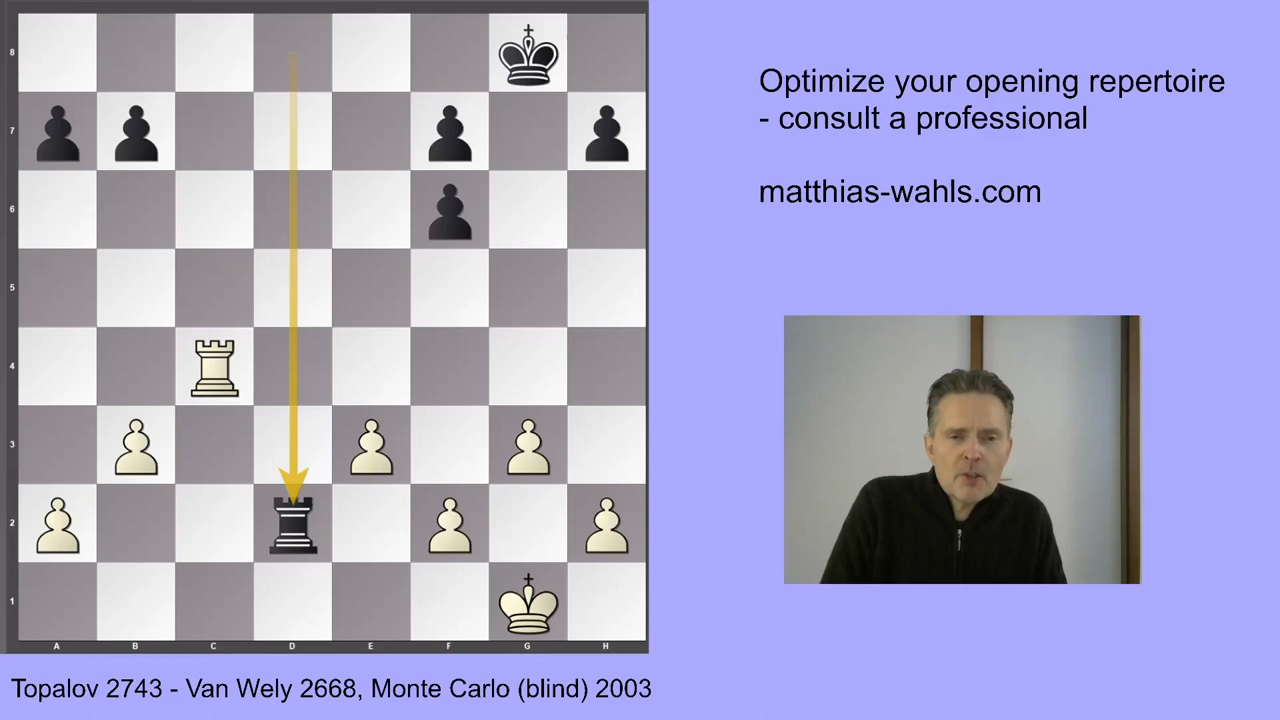 Optimize your opening repertoire
- consult a professional
matthias-wahls.com
8
7
6
5
4
3
2
1
A B C D E F G H
Topalov 2743 - Van Wely 2668, Monte Carlo (blind) 2003